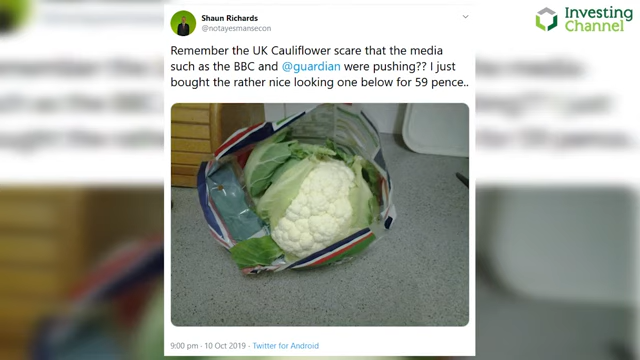 Shaun Richards
@notayesmansecon
Investing
Channel
Remember the UK Cauliflower scare that the media
such as the BBC and @guardian were pushing?? I just
bought the rather nice looking one below for 59 pence..
9:00 pm · 10 Oct 2019 · Twitter for Android